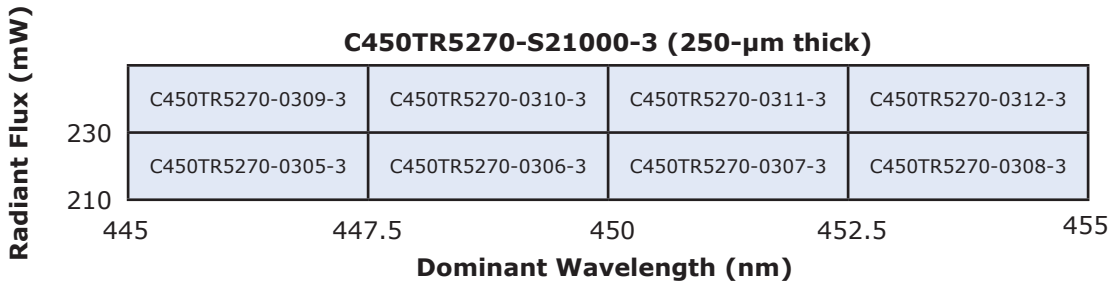 C450TR5270-S21000-3 (250-μm thick)
Radiant Flux (mW)
C450TR5270-0309-3 C450TR5270-0310-3 C450TR5270-0311-3 C450TR5270-0312-3
230
C450TR5270-0305-3 C450TR5270-0306-3 C450TR5270-0307-3 C450TR5270-0308-3
210
445 447.5 450 452.5 455
Dominant Wavelength (nm)